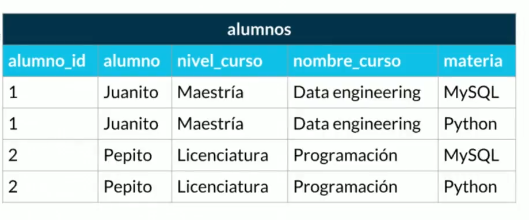 alumnos
alumno_id alumno nivel_curso nombre_curso materia
1 Juanito Maestría Data engineering MySQL
1 Juanito Maestría Data engineering Python
2 Pepito Licenciatura Programación MySQL
2 Pepito Licenciatura Programación Python